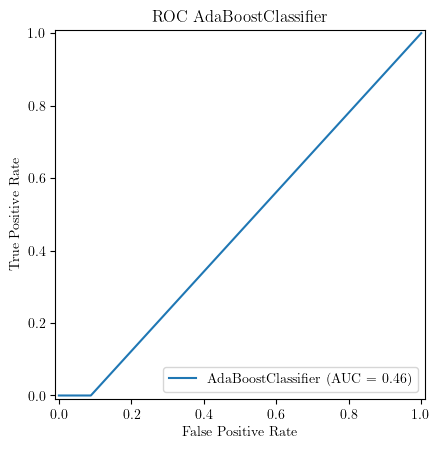 ROC AdaBoostClassifier
1.0
0.8
0.6
0.4
0.2
0.0
True Positive Rate
AdaBoostClassifier (AUC = 0.46)
0.0 0.2 0.4 0.6 0.8 1.0
False Positive Rate